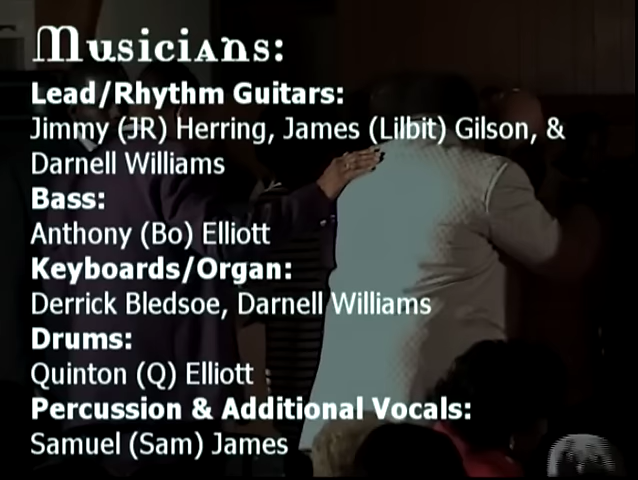 Musicians:
Lead/Rhythm Guitars:
Jimmy (JR) Herring, James (Lilbit) Gilson, &
Darnell Williams
Bass:
Anthony (Bo) Elliott
Keyboards/Organ:
Derrick Bledsoe, Darnell Williams
Drums:
Quinton (Q) Elliott
Percussion & Additional Vocals:
Samuel (Sam) James